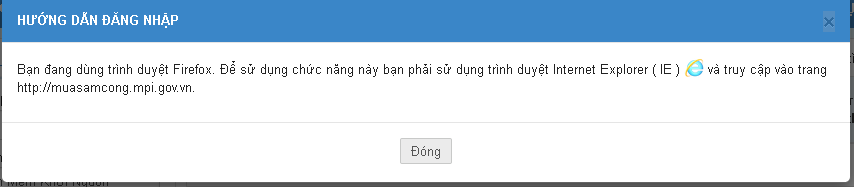 HƯỚNG DẪN ĐĂNG NHẬP
×
Bạn đang dùng trình duyệt Firefox. Để sử dụng chức năng này bạn phải sử dụng trình duyệt Internet Explorer ( IE ) và truy cập vào trang
http://muasamcong.mpi.gov.vn.
Đóng